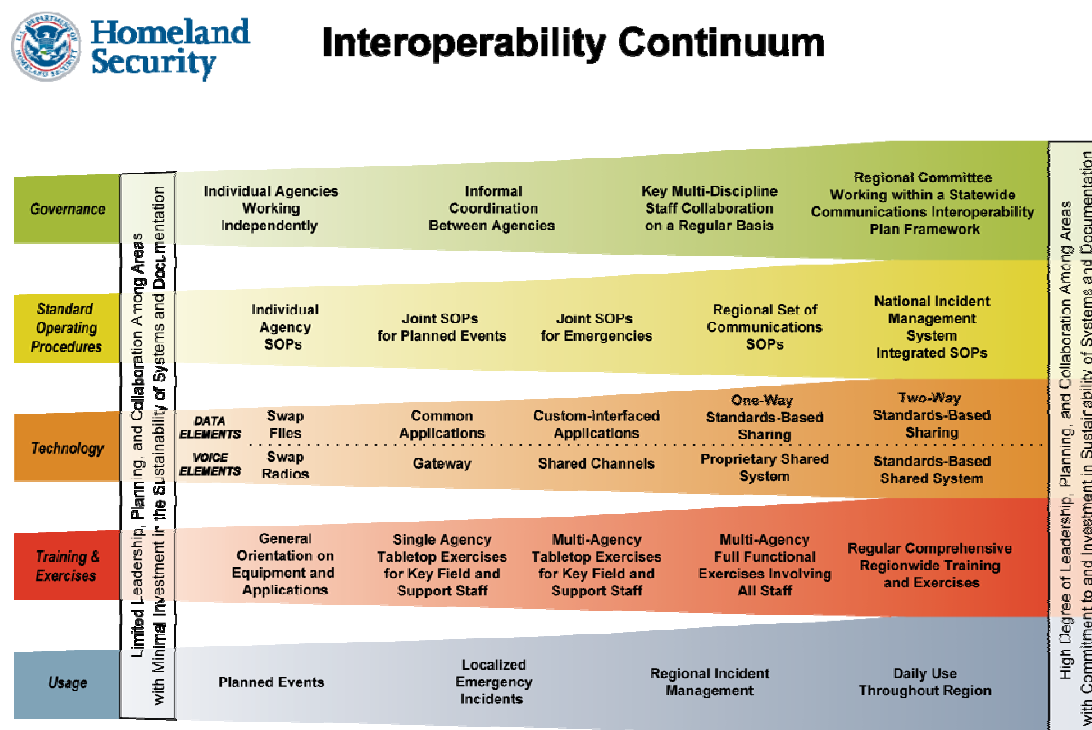 U.S. DEPARTMENT OF
HOMELAND SECURITY
Homeland
Security
Interoperability Continuum
Limited Leadership, Planning, and Collaboration Among Areas
with Minimal Investment in the Sustainability of Systems and Documentation
Governance
Individual Agencies
Working
Independently
Informal
Coordination
Between Agencies
Key Multi-Discipline
Staff Collaboration
on a Regular Basis
Regional Committee
Working within a Statewide
Communications Interoperability
Plan Framework
Standard
Operating
Procedures
Individual
Agency
SOPs
Joint SOPs
for Planned Events
Joint SOPs
for Emergencies
Regional Set of
Communications
SOPs
National Incident
Management
System
Integrated SOPs
Technology
DATA
ELEMENTS
Swap
Files
Common
Applications
Custom-Interfaced
Applications
One-Way
Standards-Based
Sharing
Two-Way
Standards-Based
Sharing
VOICE
ELEMENTS
Swap
Radios
Gateway
Shared Channels
Proprietary Shared
System
Standards-Based
Shared System
Training &
Exercises
General
Orientation on
Equipment and
Applications
Single Agency
Tabletop Exercises
for Key Field and
Support Staff
Multi-Agency
Tabletop Exercises
for Key Field and
Support Staff
Multi-Agency
Full Functional
Exercises Involving
All Staff
Regular Comprehensive
Regionwide Training
and Exercises
Usage
Planned Events
Localized
Emergency
Incidents
Regional Incident
Management
Daily Use
Throughout Region
High Degree of Leadership, Planning, and Collaboration Among Areas
with Commitment to and Investment in Sustainability of Systems and Documentation